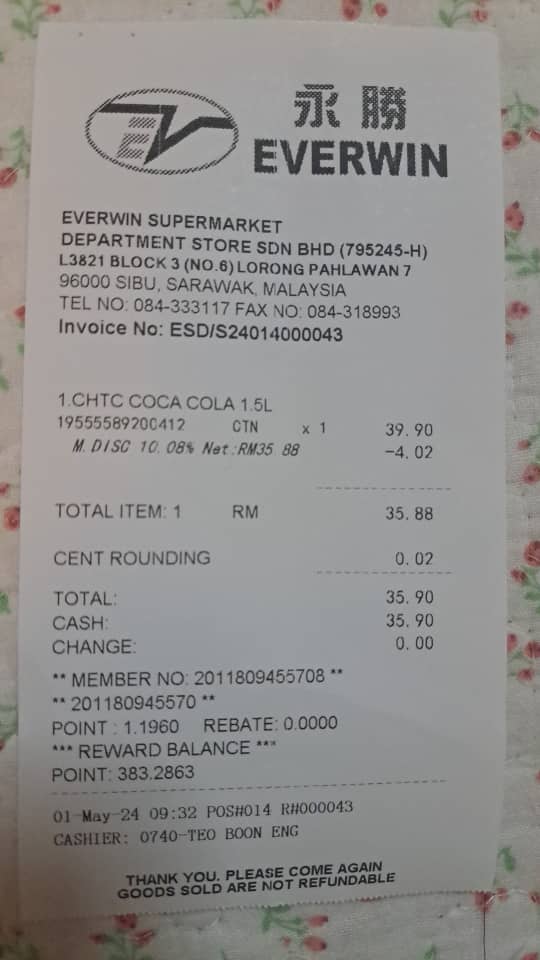 永勝
EV
EVERWIN
EVERWIN SUPERMARKET
DEPARTMENT STORE SDN BHD (795245-H)
L3821 BLOCK 3 (NO.6) LORONG PAHLAWAN 7
96000 SIBU, SARAWAK, MALAYSIA
TEL NO: 084-333117 FAX NO: 084-318993
Invoice No: ESD/S24014000043
1.CHTC COCA COLA 1.5L
19555589200412 CTN x 1 39.90
M.DISC 10.08% Net:RM35.88 -4.02
TOTAL ITEM: 1 RM 35.88
CENT ROUNDING 0.02
TOTAL: 35.90
CASH: 35.90
CHANGE: 0.00
** MEMBER NO: 2011809455708 **
** 201180945570 **
POINT : 1.1960 REBATE: 0.0000
*** REWARD BALANCE ***
POINT: 383.2863
01-May-24 09:32 POS#014 R#000043
CASHIER: 0740-TEO BOON ENG
THANK YOU. PLEASE COME AGAIN
GOODS SOLD ARE NOT REFUNDABLE